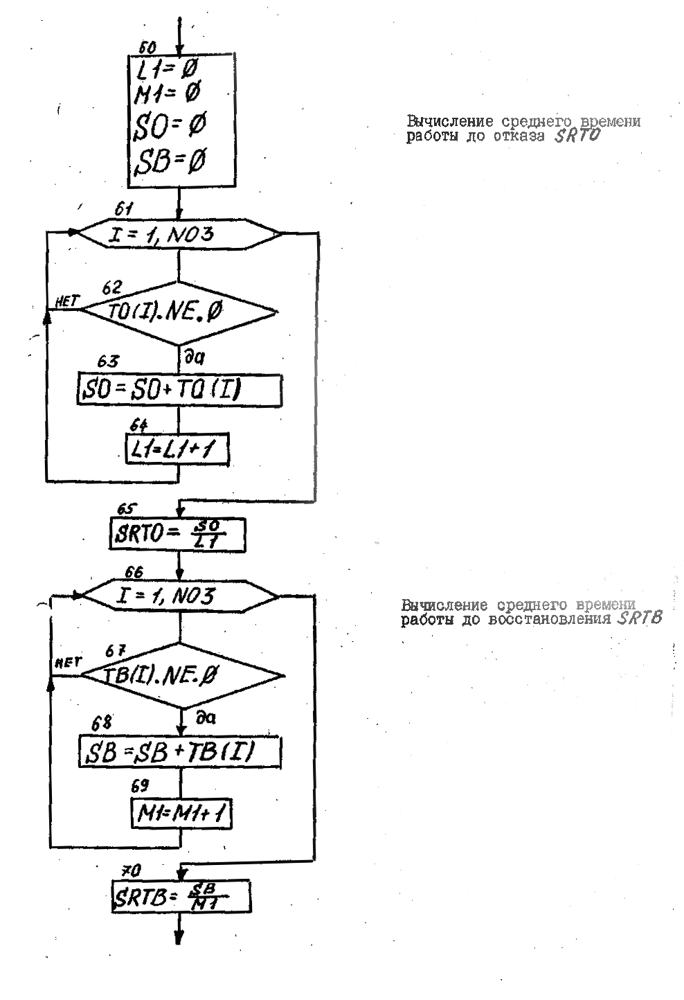 60
L1=Ø
M1=Ø
SO=Ø
SB=Ø
Вычисление среднего времени
работы до отказа SRTO
61
I=1,NO3
62
TO(I).NE.Ø
НЕТ
да
63
SO=SO+TO(I)
64
L1=L1+1
65
SRTO= SO
L1
66
I=1,NO3
Вычисление среднего времени
работы до восстановления SRTB
67
TB(I).NE.Ø
НЕТ
да
68
SB=SB+TB(I)
69
M1=M1+1
70
SRTB= SB
M1